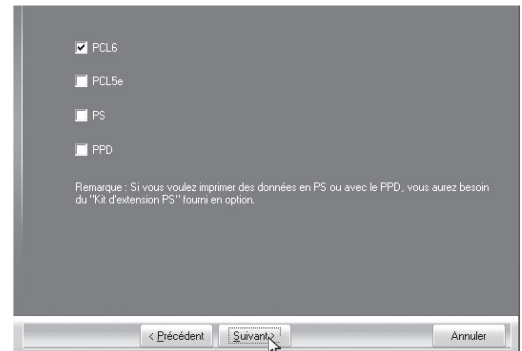 PCL6
PCL5e
PS
PPD
Remarque : Si vous voulez imprimer des données en PS ou avec le PPD, vous aurez besoin
du "Kit d'extension PS" fourni en option.
< Précédent Suivant > Annuler